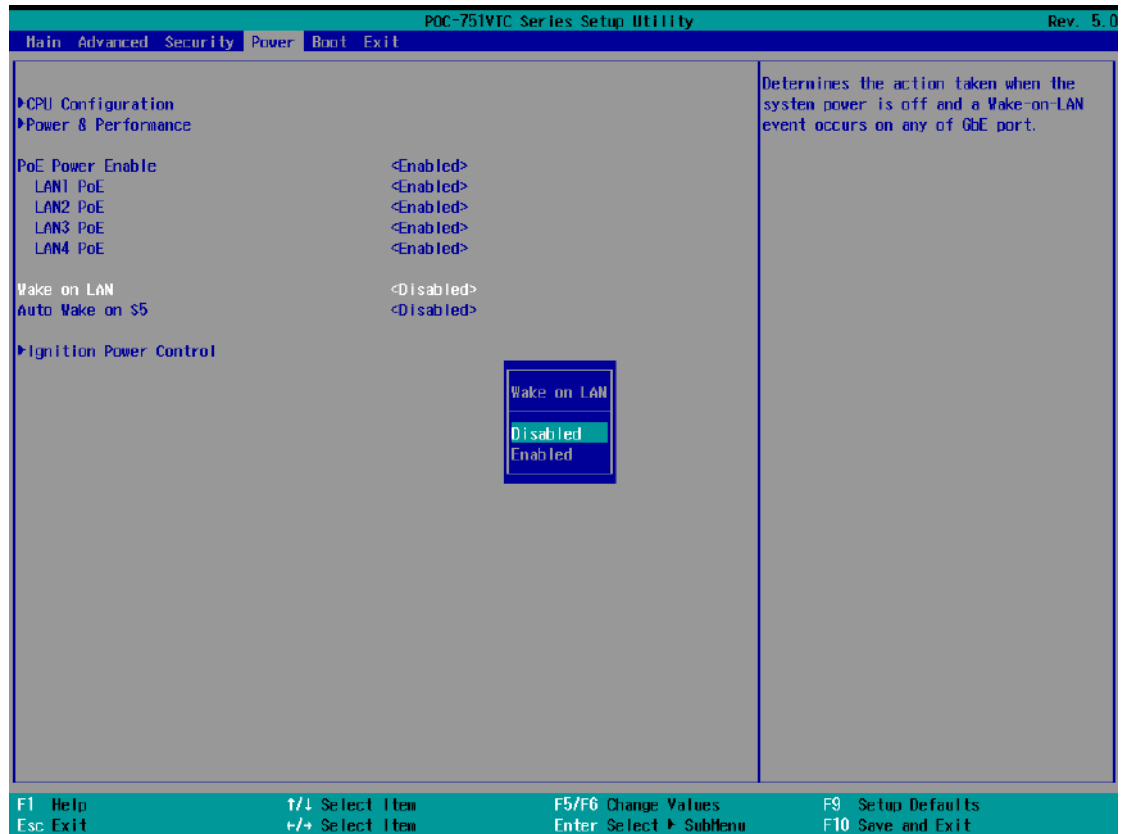 POC-751VTC Series Setup Utility Rev. 5.0
Main Advanced Security Power Boot Exit
▶CPU Configuration
▶Power & Performance
PoE Power Enable <Enabled>
LAN1 PoE <Enabled>
LAN2 PoE <Enabled>
LAN3 PoE <Enabled>
LAN4 PoE <Enabled>
Wake on LAN <Disabled>
Auto Wake on S5 <Disabled>
▶Ignition Power Control
Wake on LAN
Disabled
Enabled
Determines the action taken when the
system power is off and a Wake-on-LAN
event occurs on any of GbE port.
F1 Help ↑/↓ Select Item F5/F6 Change Values F9 Setup Defaults
Esc Exit ←/→ Select Item Enter Select ▶ SubMenu F10 Save and Exit